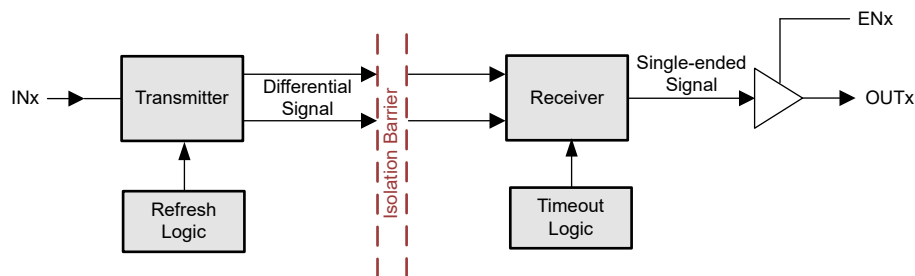 ENx
INx
Transmitter
Differential
Signal
Isolation Barrier
Receiver
Single-ended
Signal
OUTx
Refresh
Logic
Timeout
Logic